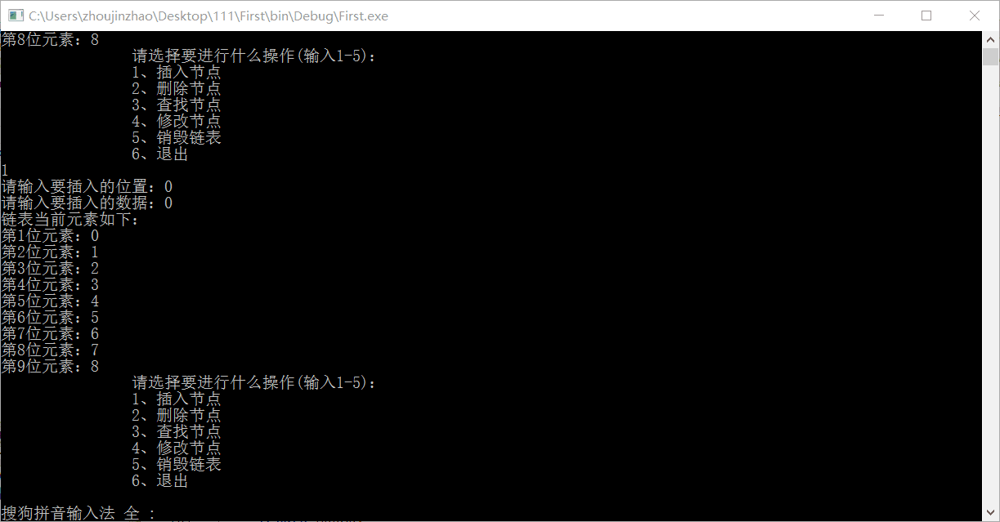 C:\Users\zhoujinzhao\Desktop\111\First\bin\Debug\First.exe
第8位元素：8
请选择要进行什么操作(输入1-5)：
1、插入节点
2、删除节点
3、查找节点
4、修改节点
5、销毁链表
6、退出
1
请输入要插入的位置：0
请输入要插入的数据：0
链表当前元素如下：
第1位元素：0
第2位元素：1
第3位元素：2
第4位元素：3
第5位元素：4
第6位元素：5
第7位元素：6
第8位元素：7
第9位元素：8
请选择要进行什么操作(输入1-5)：
1、插入节点
2、删除节点
3、查找节点
4、修改节点
5、销毁链表
6、退出
搜狗拼音输入法 全 :